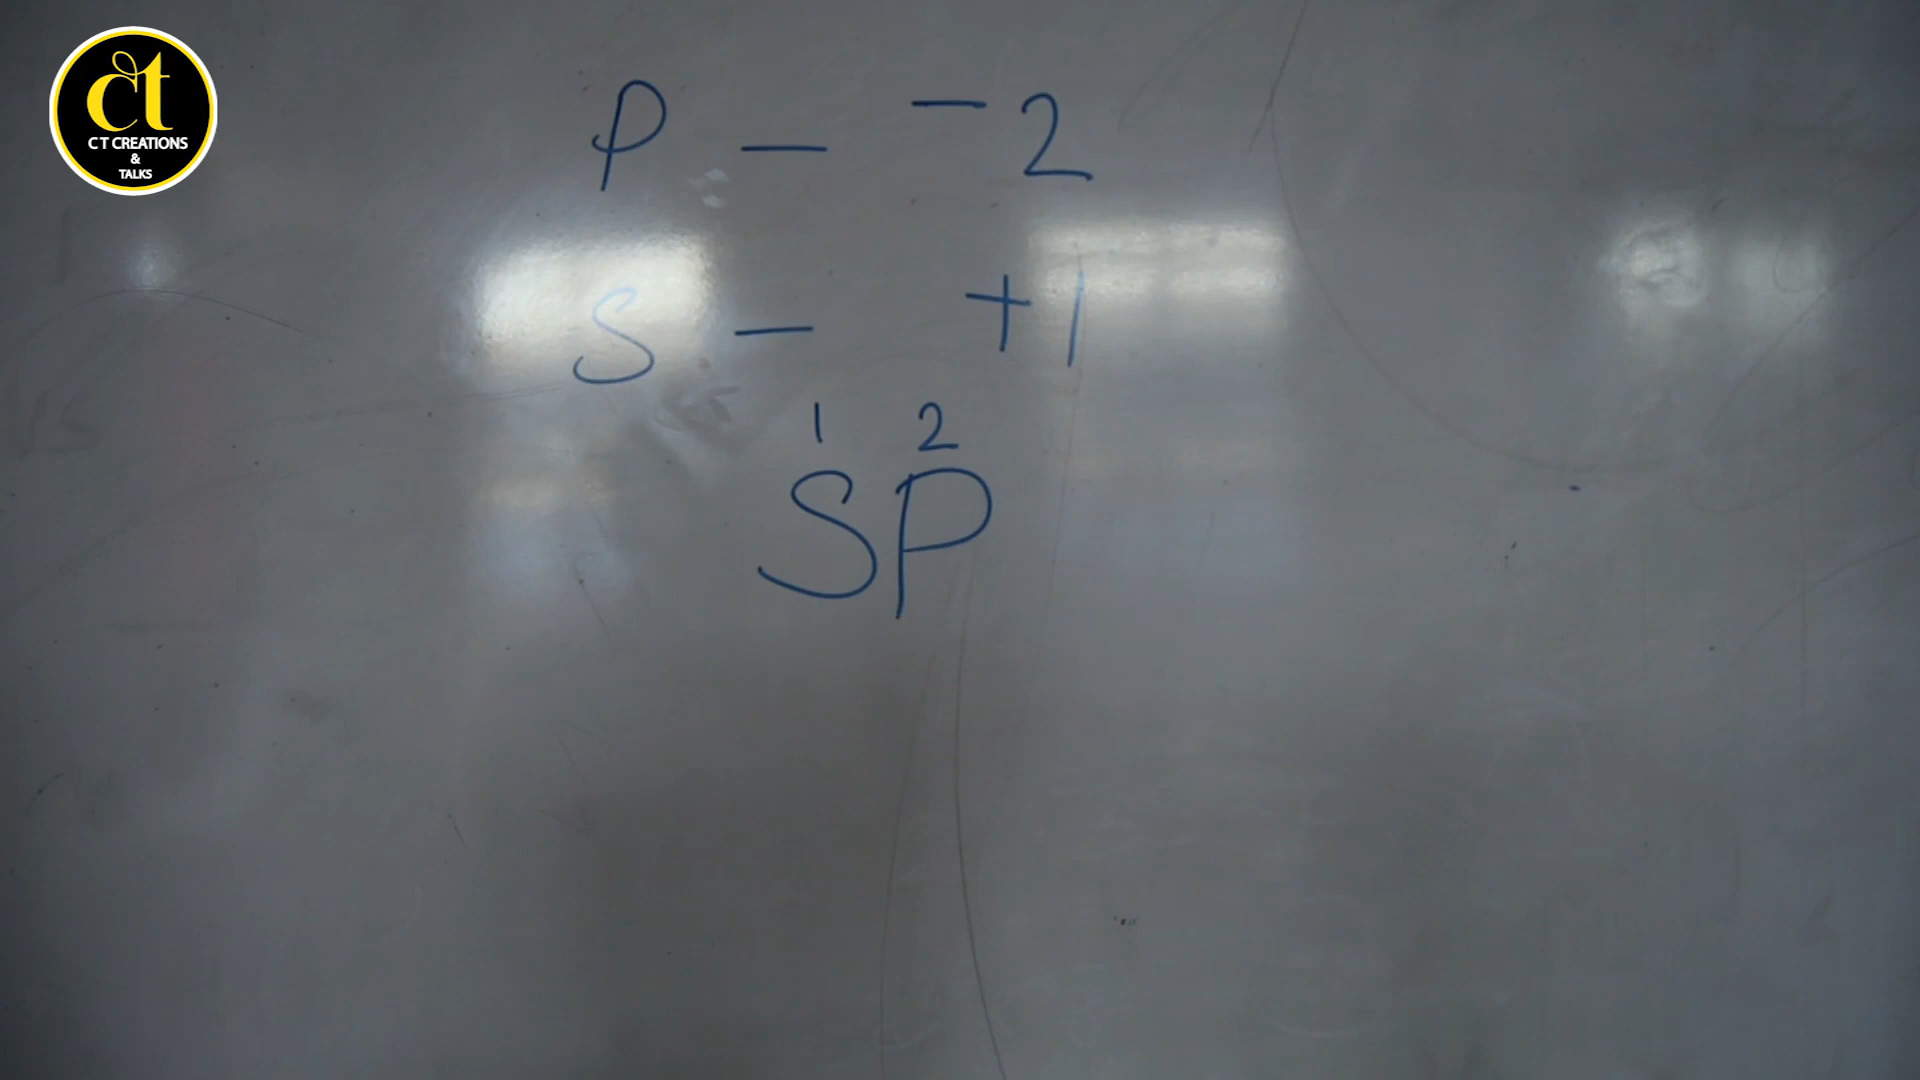 ct
C T CREATIONS
&
TALKS
P — -2
S — +1
1 2
SP